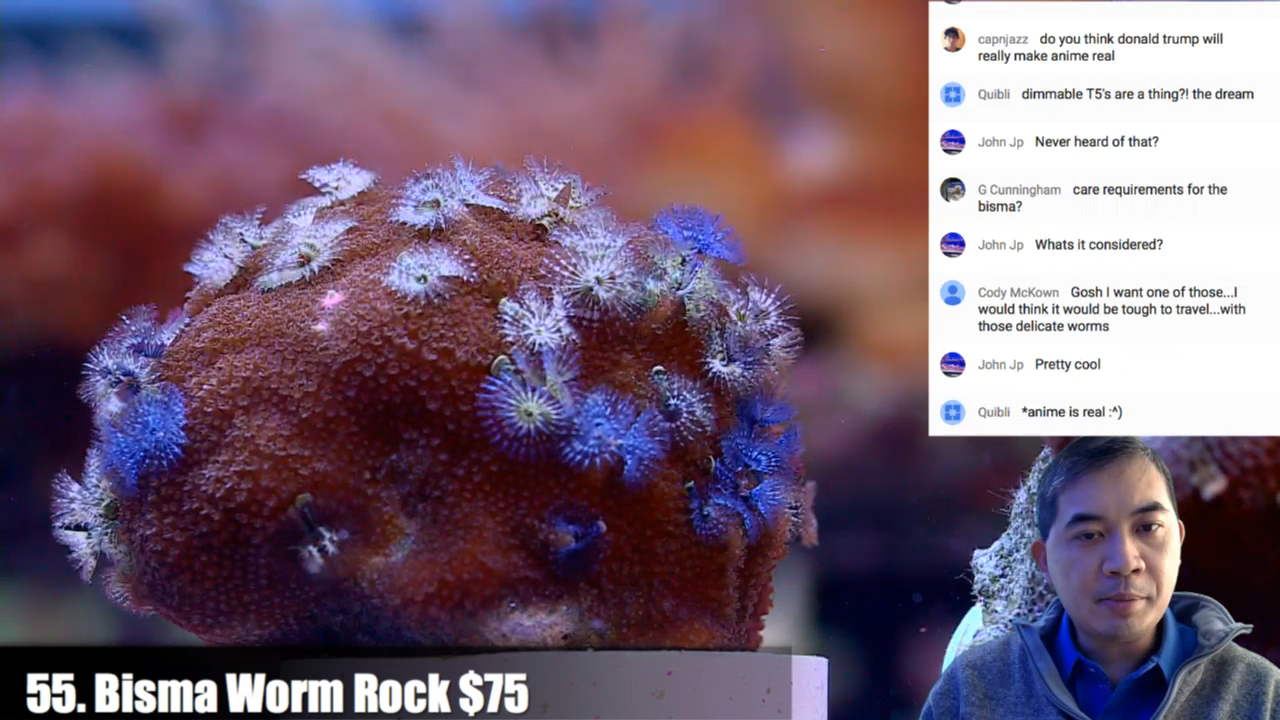 capnjazz do you think donald trump will
really make anime real
Quibli dimmable T5's are a thing?! the dream
John Jp Never heard of that?
G Cunningham care requirements for the
bisma?
John Jp Whats it considered?
Cody McKown Gosh I want one of those...I
would think it would be tough to travel...with
those delicate worms
John Jp Pretty cool
Quibli *anime is real :^)
55. Bisma Worm Rock $75